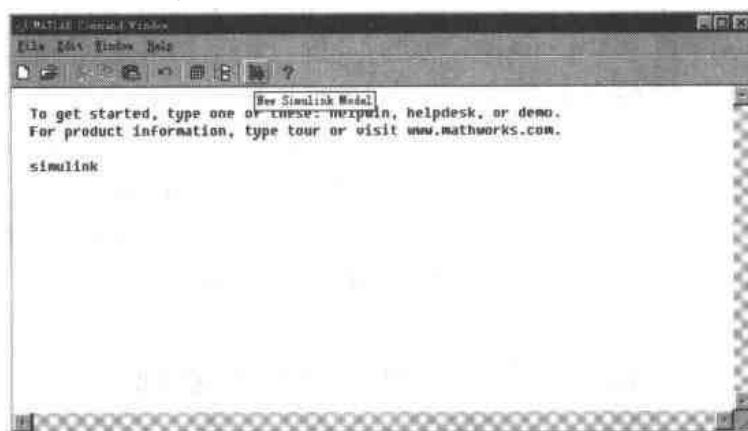 MATLAB Command Window
File Edit Window Help
New Simulink Model
To get started, type one of these: helpwin, helpdesk, or demo.
For product information, type tour or visit www.mathworks.com.
simulink